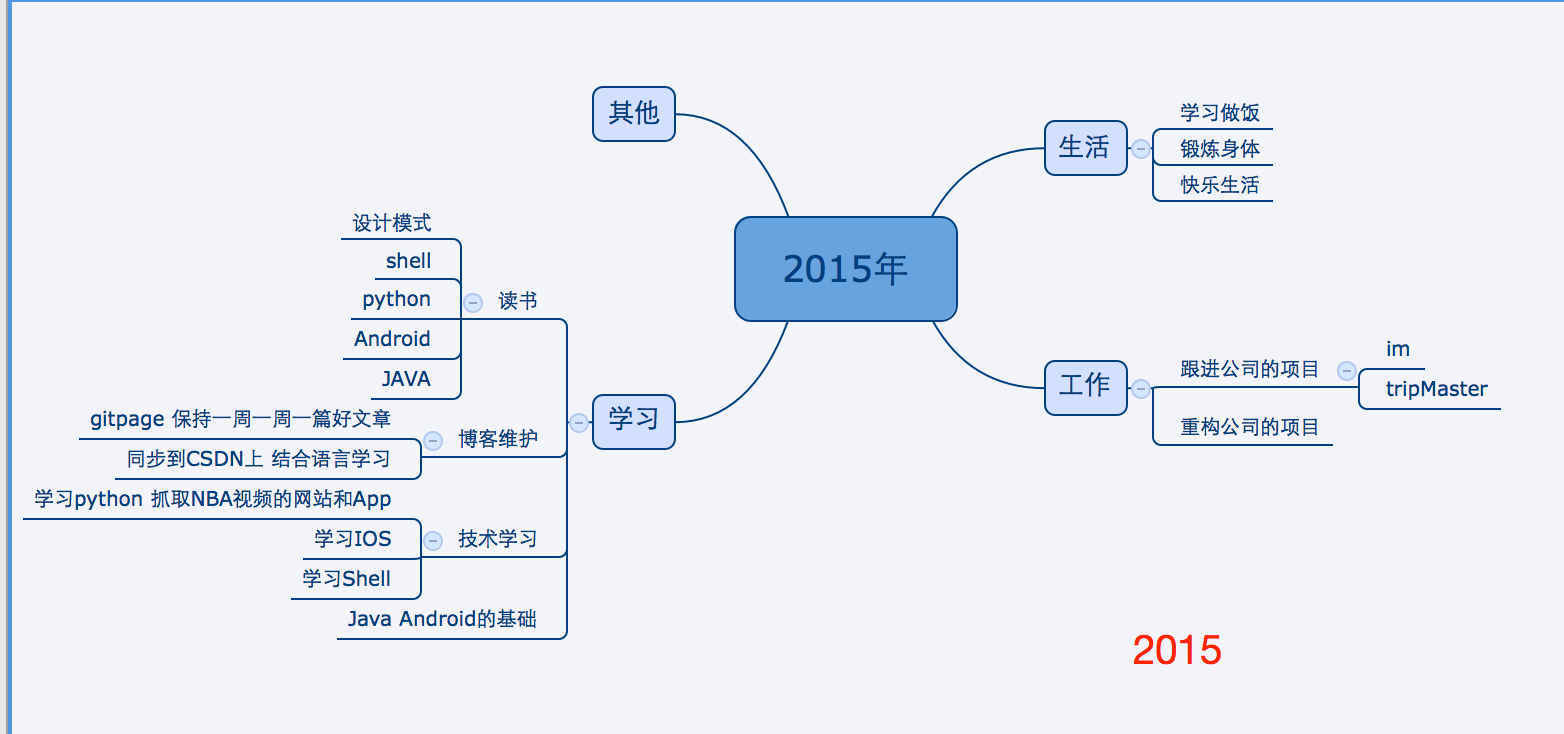 2015年
生活
学习做饭
锻炼身体
快乐生活
工作
跟进公司的项目
im
tripMaster
重构公司的项目
其他
学习
读书
设计模式
shell
python
Android
JAVA
博客维护
gitpage 保持一周一周一篇好文章
同步到CSDN上 结合语言学习
技术学习
学习python 抓取NBA视频的网站和App
学习IOS
学习Shell
Java Android的基础
2015